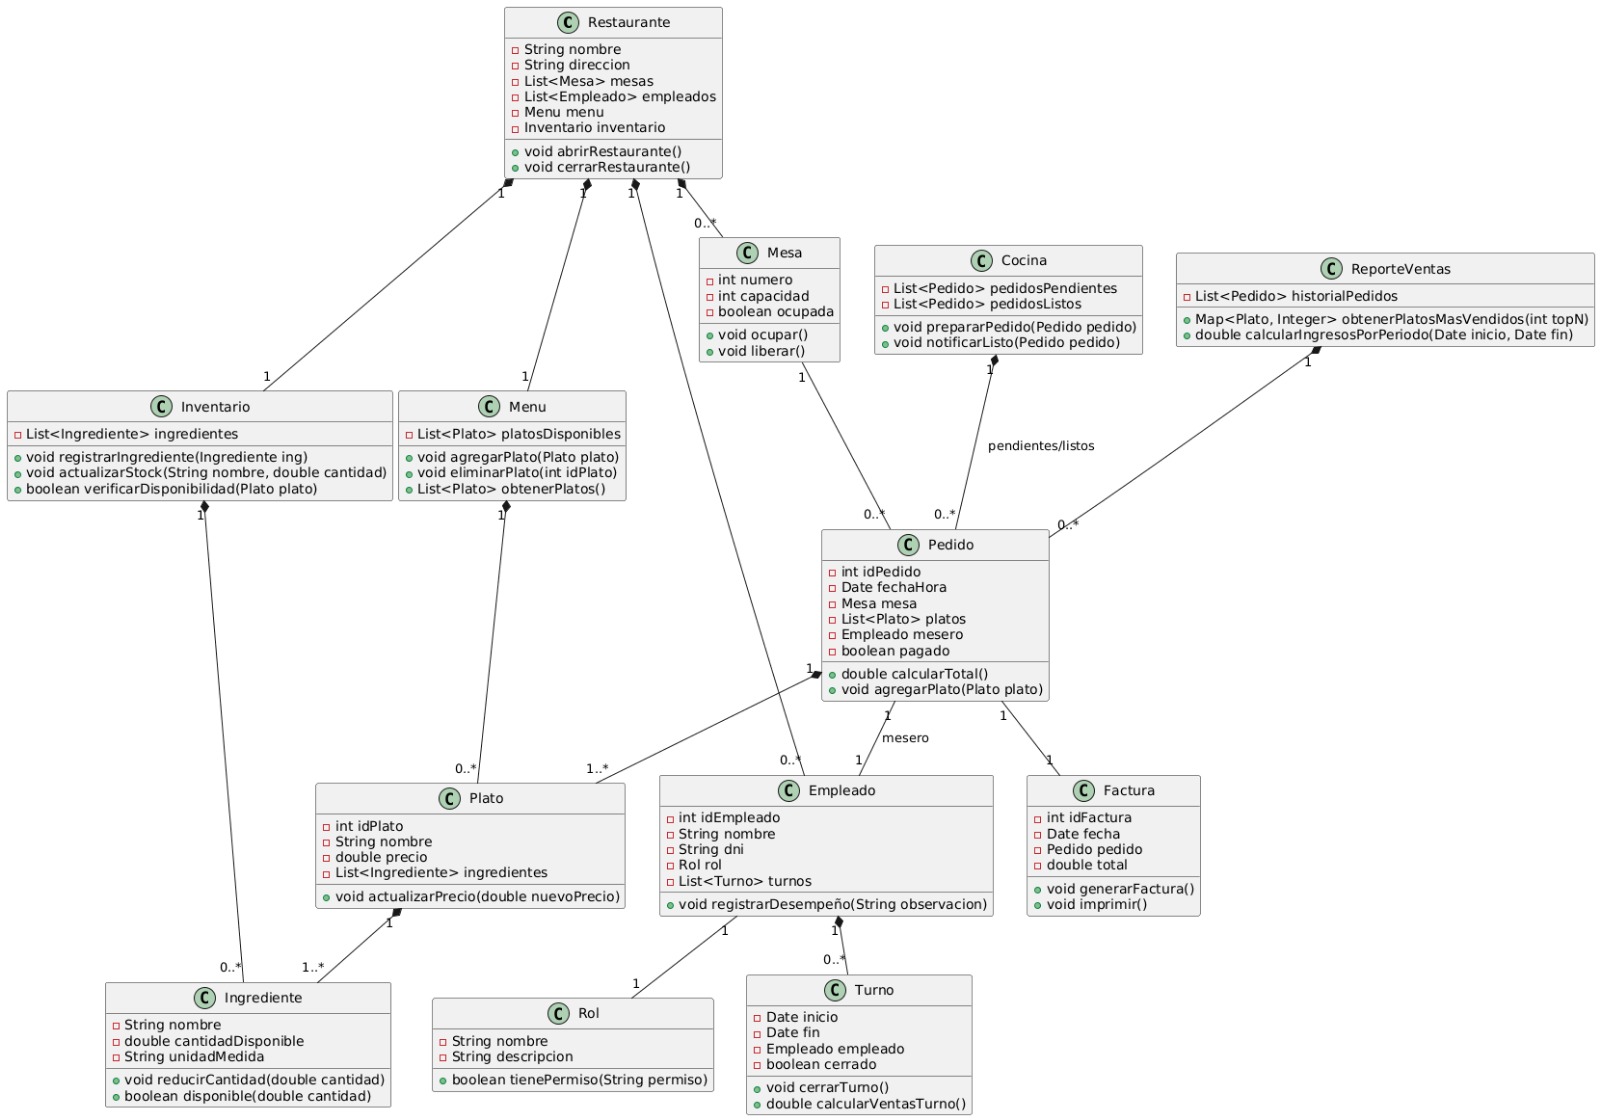 C Restaurante
String nombre
String direccion
List<Mesa> mesas
List<Empleado> empleados
Menu menu
Inventario inventario
void abrirRestaurante()
void cerrarRestaurante()
1
1
1
1
0..*
C Mesa
int numero
int capacidad
boolean ocupada
void ocupar()
void liberar()
1
C Cocina
List<Pedido> pedidosPendientes
List<Pedido> pedidosListos
void prepararPedido(Pedido pedido)
void notificarListo(Pedido pedido)
1
C ReporteVentas
List<Pedido> historialPedidos
Map<Plato, Integer> obtenerPlatosMasVendidos(int topN)
double calcularIngresosPorPeriodo(Date inicio, Date fin)
1
1
1
C Inventario
List<Ingrediente> ingredientes
void registrarIngrediente(Ingrediente ing)
void actualizarStock(String nombre, double cantidad)
boolean verificarDisponibilidad(Plato plato)
1
C Menu
List<Plato> platosDisponibles
void agregarPlato(Plato plato)
void eliminarPlato(int idPlato)
List<Plato> obtenerPlatos()
1
pendientes/listos
0..*
0..*
0..*
C Pedido
int idPedido
Date fechaHora
Mesa mesa
List<Plato> platos
Empleado mesero
boolean pagado
double calcularTotal()
void agregarPlato(Plato plato)
1
1
1
mesero
0..*
1..*
0..*
1
1
C Plato
int idPlato
String nombre
double precio
List<Ingrediente> ingredientes
void actualizarPrecio(double nuevoPrecio)
1
C Empleado
int idEmpleado
String nombre
String dni
Rol rol
List<Turno> turnos
void registrarDesempeño(String observacion)
1
1
C Factura
int idFactura
Date fecha
Pedido pedido
double total
void generarFactura()
void imprimir()
0..*
1..*
1
0..*
C Ingrediente
String nombre
double cantidadDisponible
String unidadMedida
void reducirCantidad(double cantidad)
boolean disponible(double cantidad)
C Rol
String nombre
String descripcion
boolean tienePermiso(String permiso)
C Turno
Date inicio
Date fin
Empleado empleado
boolean cerrado
void cerrarTurno()
double calcularVentasTurno()